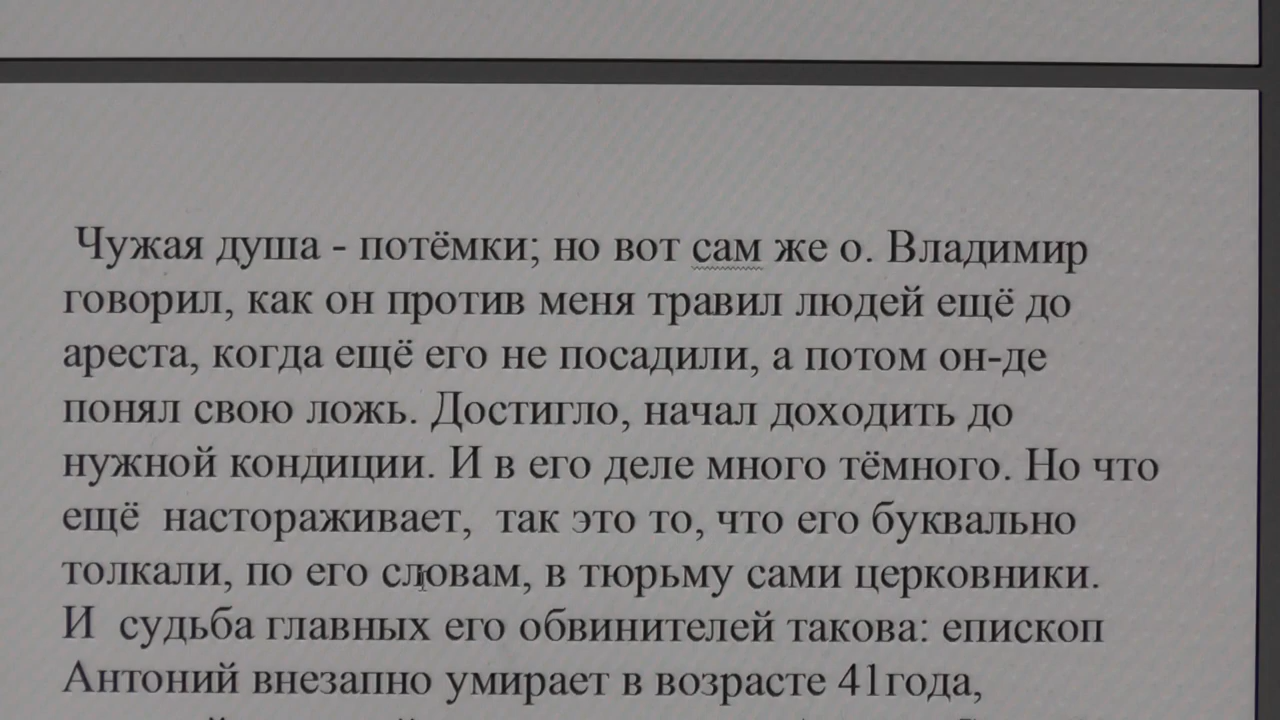 Чужая душа - потёмки; но вот сам же о. Владимир
говорил, как он против меня травил людей ещё до
ареста, когда ещё его не посадили, а потом он-де
понял свою ложь. Достигло, начал доходить до
нужной кондиции. И в его деле много тёмного. Но что
ещё  настораживает,  так это то, что его буквально
толкали, по его словам, в тюрьму сами церковники.
И  судьба главных его обвинителей такова: епископ
Антоний внезапно умирает в возрасте 41года,